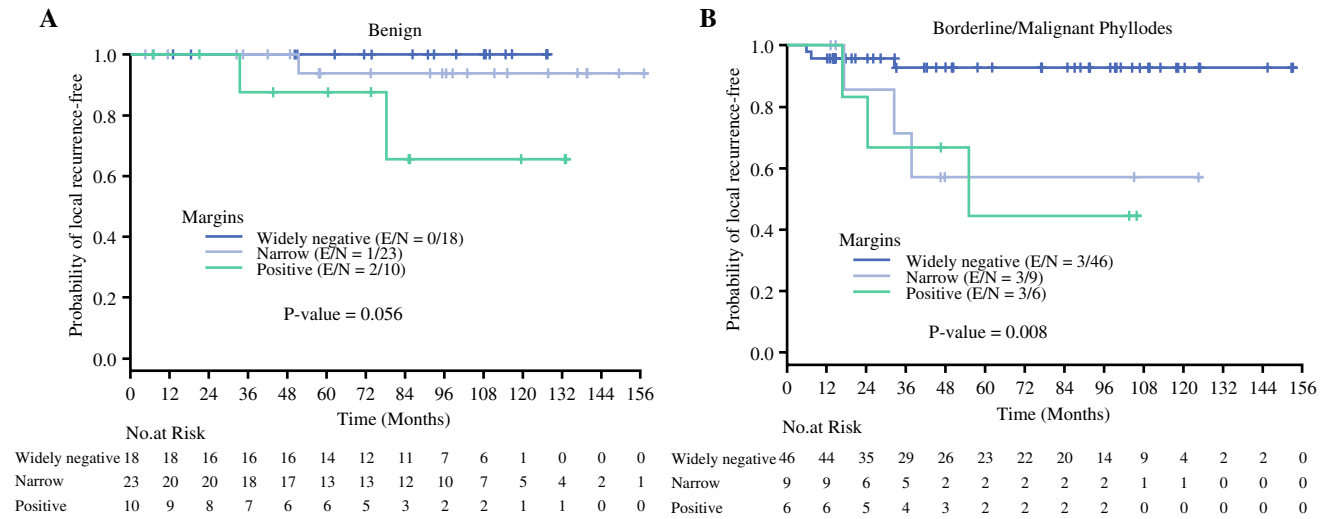 A
Benign
Probability of local recurrence-free
1.0
0.8
0.6
0.4
0.2
0.0
Margins
Widely negative (E/N = 0/18)
Narrow (E/N = 1/23)
Positive (E/N = 2/10)
P-value = 0.056
0 12 24 36 48 60 72 84 96 108 120 132 144 156
Time (Months)
No.at Risk
Widely negative 18 18 16 16 16 14 12 11 7 6 1 0 0 0
Narrow 23 20 20 18 17 13 13 12 10 7 5 4 2 1
Positive 10 9 8 7 6 6 5 3 2 2 1 1 0 0
B
Borderline/Malignant Phyllodes
Probability of local recurrence-free
1.0
0.8
0.6
0.4
0.2
0.0
Margins
Widely negative (E/N = 3/46)
Narrow (E/N = 3/9)
Positive (E/N = 3/6)
P-value = 0.008
0 12 24 36 48 60 72 84 96 108 120 132 144 156
Time (Months)
No.at Risk
Widely negative 46 44 35 29 26 23 22 20 14 9 4 2 2 0
Narrow 9 9 6 5 2 2 2 2 2 1 1 0 0 0
Positive 6 6 5 4 3 2 2 2 2 0 0 0 0 0